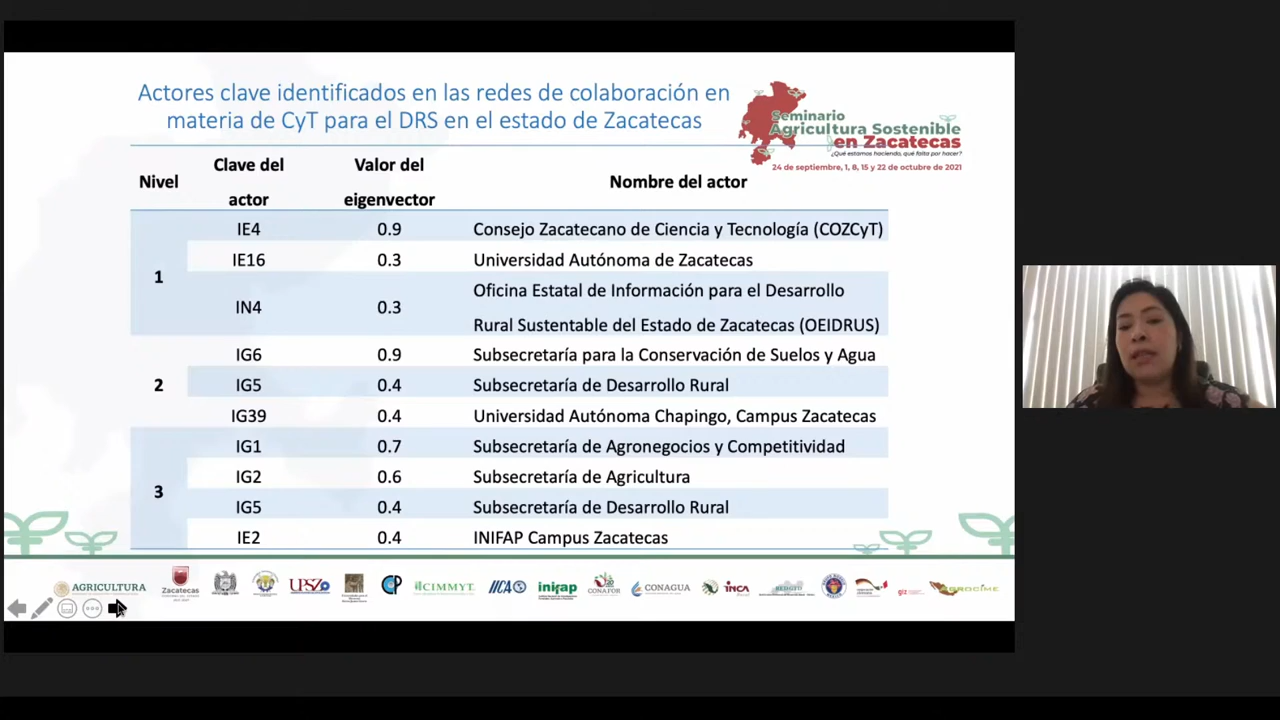 Actores clave identificados en las redes de colaboración en
materia de CyT para el DRS en el estado de Zacatecas
Seminario
Agricultura Sostenible
en Zacatecas
¿Qué estamos haciendo, qué falta por hacer?
24 de septiembre, 1, 8, 15 y 22 de octubre de 2021
Nivel
Clave del
actor
Valor del
eigenvector
Nombre del actor
1
IE4 0.9 Consejo Zacatecano de Ciencia y Tecnología (COZCyT)
IE16 0.3 Universidad Autónoma de Zacatecas
IN4 0.3 Oficina Estatal de Información para el Desarrollo
Rural Sustentable del Estado de Zacatecas (OEIDRUS)
2
IG6 0.9 Subsecretaría para la Conservación de Suelos y Agua
IG5 0.4 Subsecretaría de Desarrollo Rural
IG39 0.4 Universidad Autónoma Chapingo, Campus Zacatecas
3
IG1 0.7 Subsecretaría de Agronegocios y Competitividad
IG2 0.6 Subsecretaría de Agricultura
IG5 0.4 Subsecretaría de Desarrollo Rural
IE2 0.4 INIFAP Campus Zacatecas
AGRICULTURA
Zacatecas
UPSZ
CP
CIMMYT
IICA
inifap
CONAFOR
CONAGUA
INCA
giz